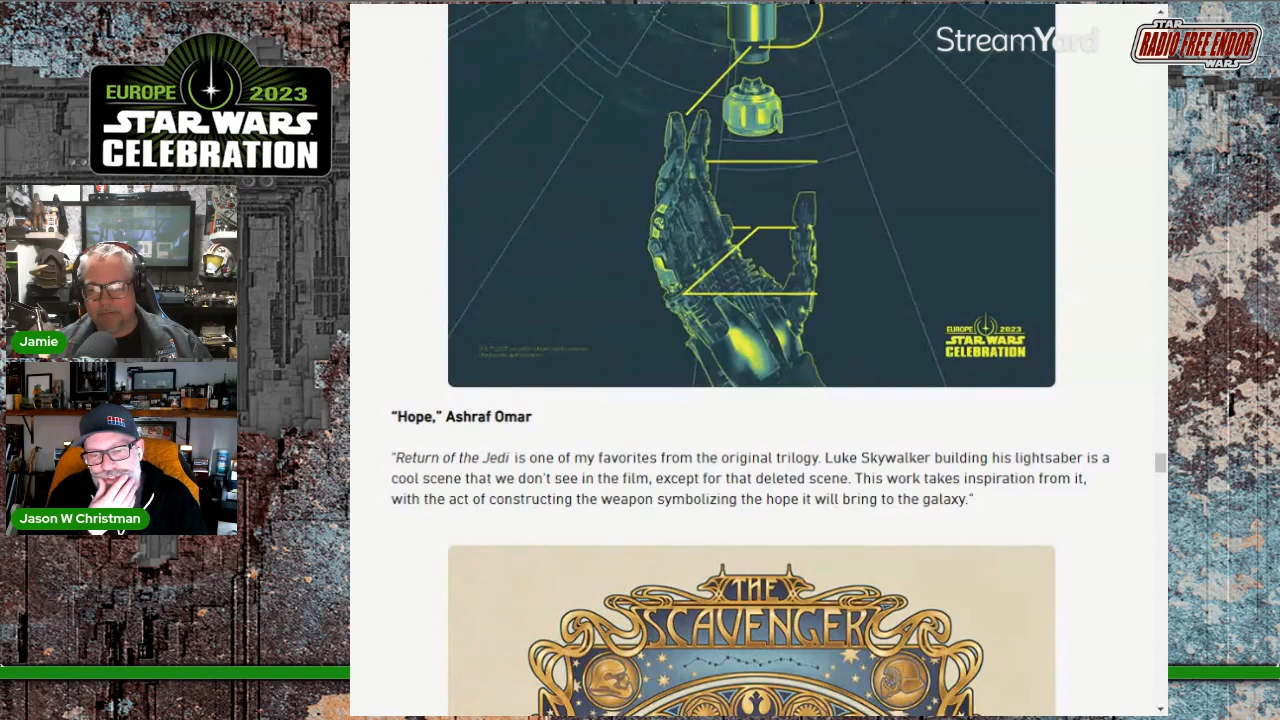 StreamYard
STAR
RADIO FREE ENDOR
WARS
EUROPE 2023
STAR WARS
CELEBRATION
Jamie
Jason W Christman
EUROPE 2023
STAR WARS
CELEBRATION
“Hope,” Ashraf Omar
"Return of the Jedi is one of my favorites from the original trilogy. Luke Skywalker building his lightsaber is a
cool scene that we don't see in the film, except for that deleted scene. This work takes inspiration from it,
with the act of constructing the weapon symbolizing the hope it will bring to the galaxy."
THE
SCAVENGER